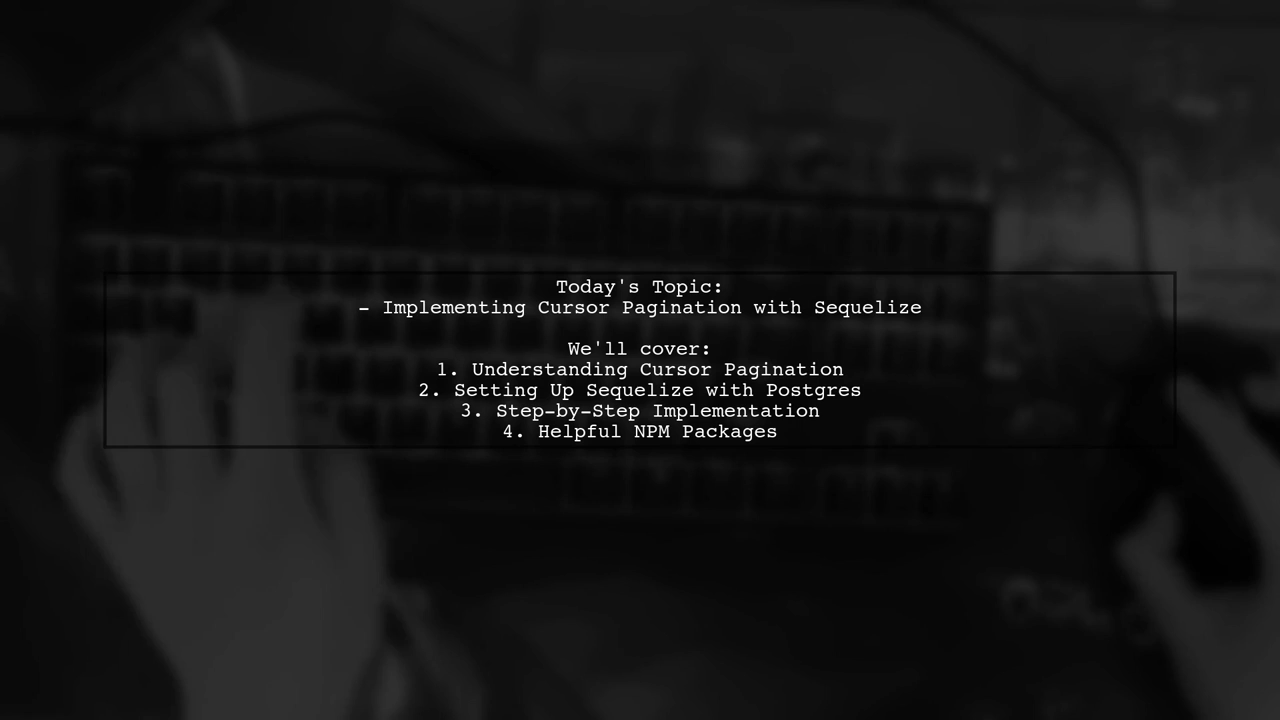 Today's Topic:
- Implementing Cursor Pagination with Sequelize
We'll cover:
1. Understanding Cursor Pagination
2. Setting Up Sequelize with Postgres
3. Step-by-Step Implementation
4. Helpful NPM Packages